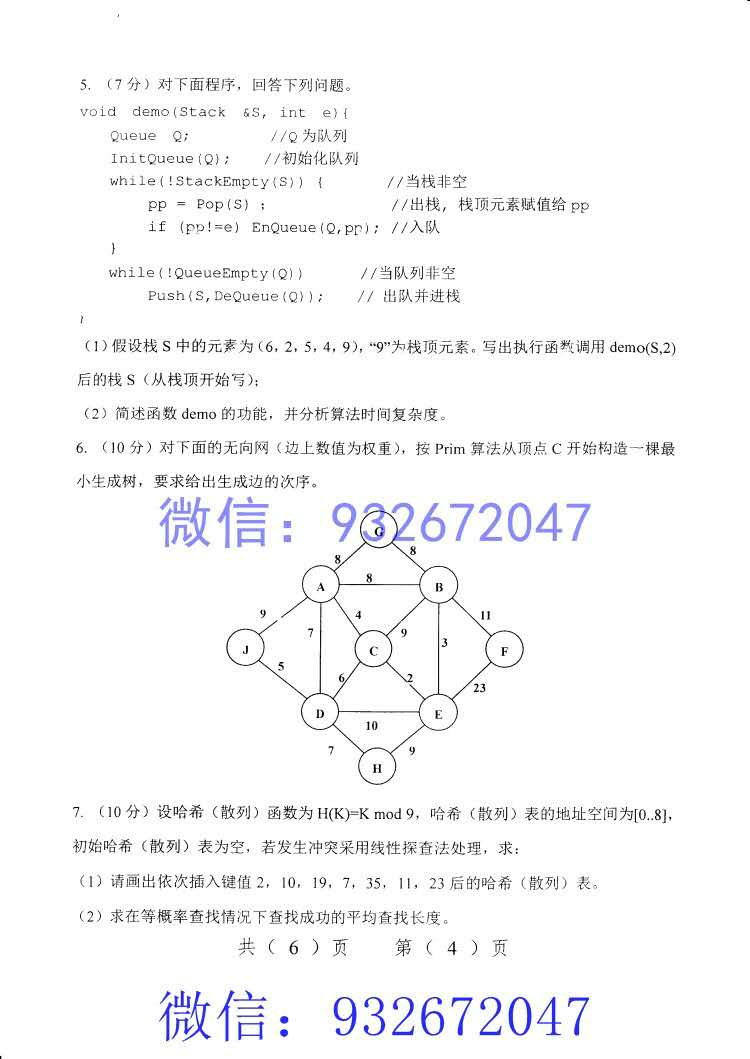 5. （7 分）对下面程序，回答下列问题。
void demo(Stack &S, int e){
Queue Q; //Q 为队列
InitQueue(Q); //初始化队列
while(!StackEmpty(S)) { //当栈非空
pp = Pop(S) ; //出栈，栈顶元素赋值给 pp
if (pp!=e) EnQueue(Q,pp); //入队
}
while(!QueueEmpty(Q)) //当队列非空
Push(S,DeQueue(Q)); // 出队并进栈
}
（1）假设栈 S 中的元素为（6，2，5，4，9），“9”为栈顶元素。写出执行函数调用 demo(S,2)
后的栈 S（从栈顶开始写）；
（2）简述函数 demo 的功能，并分析算法时间复杂度。
6. （10 分）对下面的无向网（边上数值为权重），按 Prim 算法从顶点 C 开始构造一棵最
小生成树，要求给出生成边的次序。
微信：932672047
G
8 8
A 8 B
9 4 11
7 9 3
J C F
5 6 2 23
D E
10
7 9
H
7. （10 分）设哈希（散列）函数为 H(K)=K mod 9，哈希（散列）表的地址空间为[0..8]，
初始哈希（散列）表为空，若发生冲突采用线性探查法处理，求：
（1）请画出依次插入键值 2，10，19，7，35，11，23 后的哈希（散列）表。
（2）求在等概率查找情况下查找成功的平均查找长度。
共（ 6 ）页 第（ 4 ）页
微信：932672047